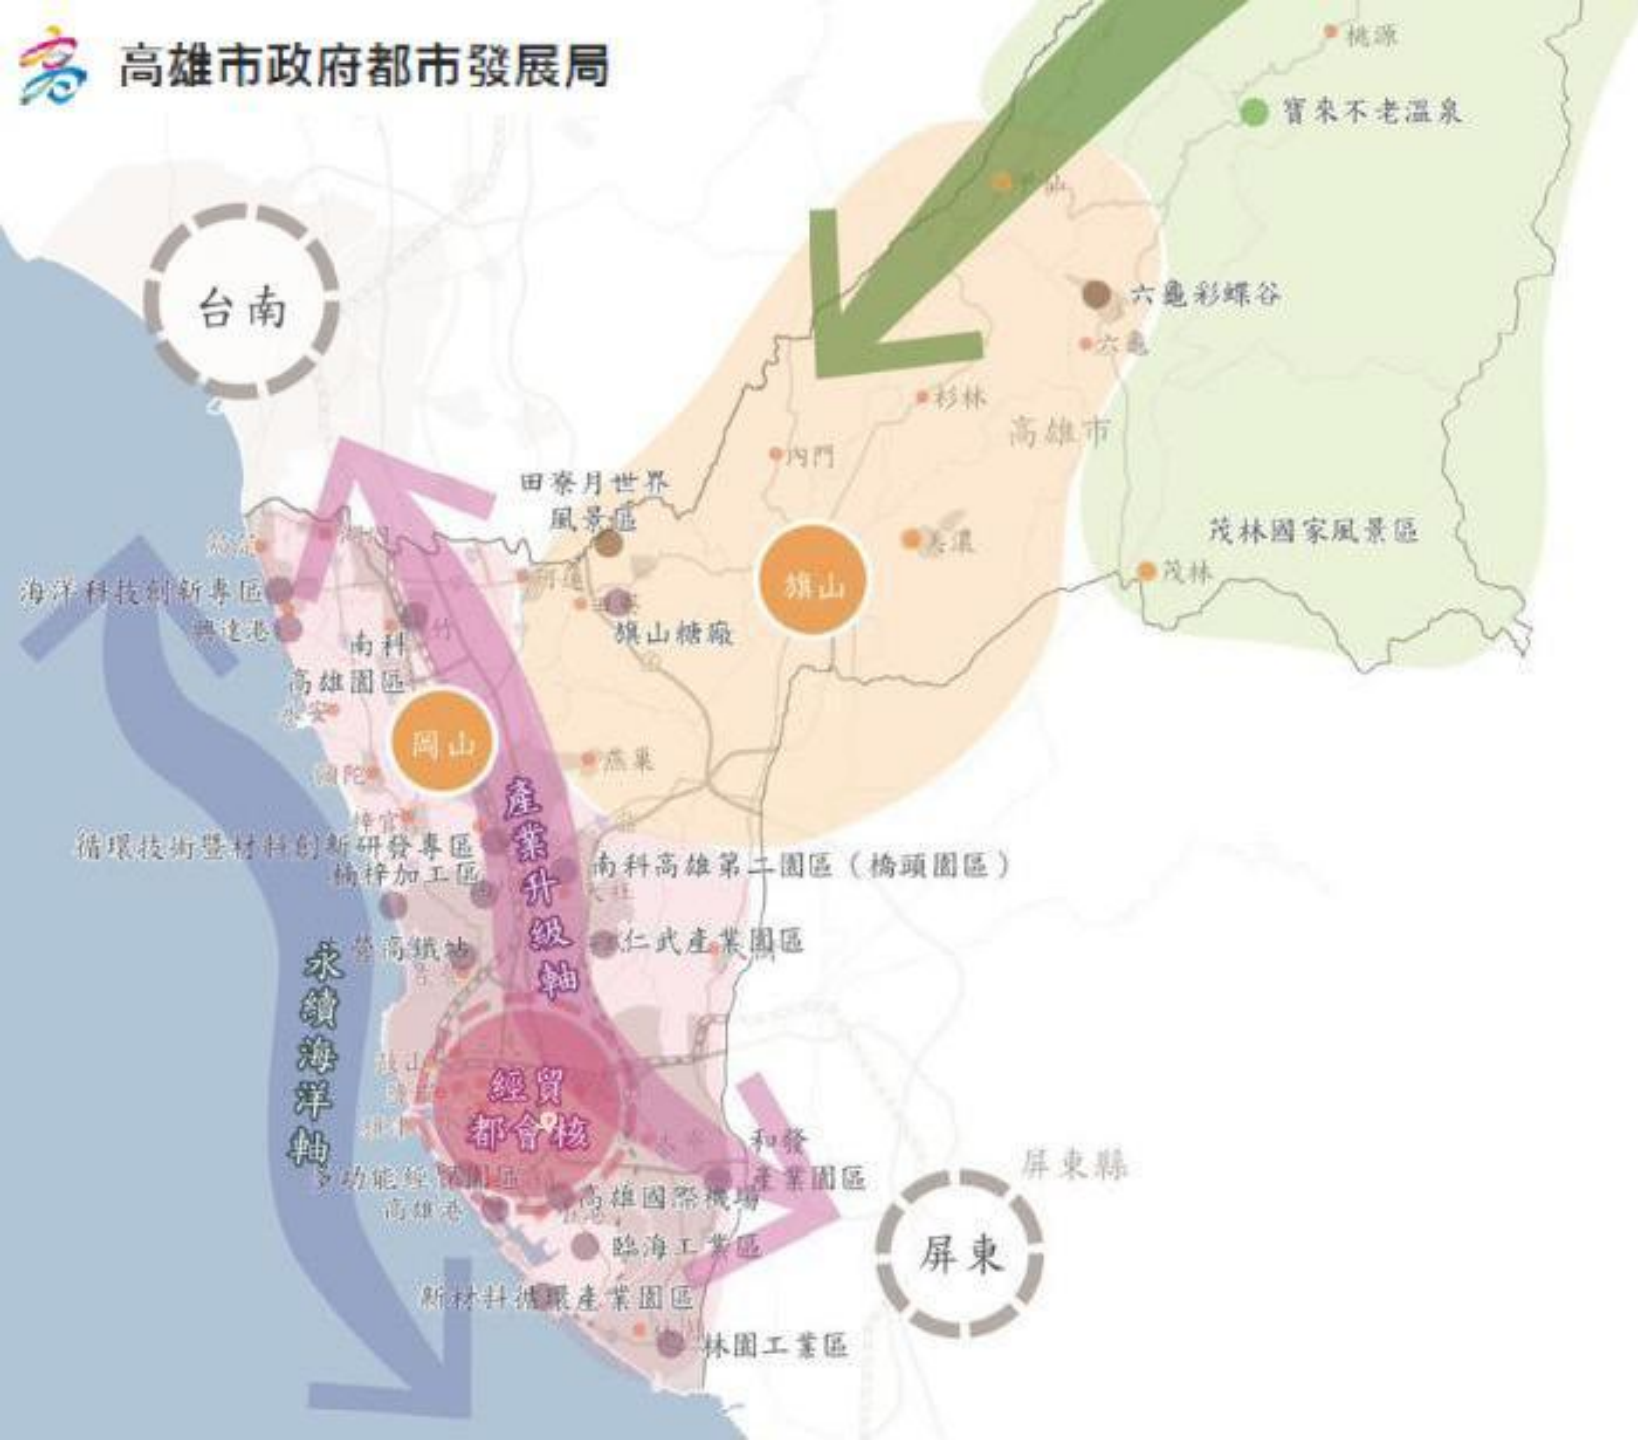 高雄市政府都市發展局
桃源
寶來不老溫泉
台南
六龜彩蝶谷
六龜
杉林
高雄市
內門
田寮月世界
風景區
美濃
茂林國家風景區
旗山
茂林
海洋科技創新專區
旗山糖廠
興達港
南科
高雄園區
岡山
燕巢
產業升級軸
循環技術暨材料創新研發專區
南科高雄第二園區（橋頭園區）
楠梓加工區
仁武產業園區
永續海洋軸
經貿
都會核
和發
產業園區
屏東縣
高雄國際機場
高雄港
屏東
臨海工業區
新材料循環產業園區
林園工業區